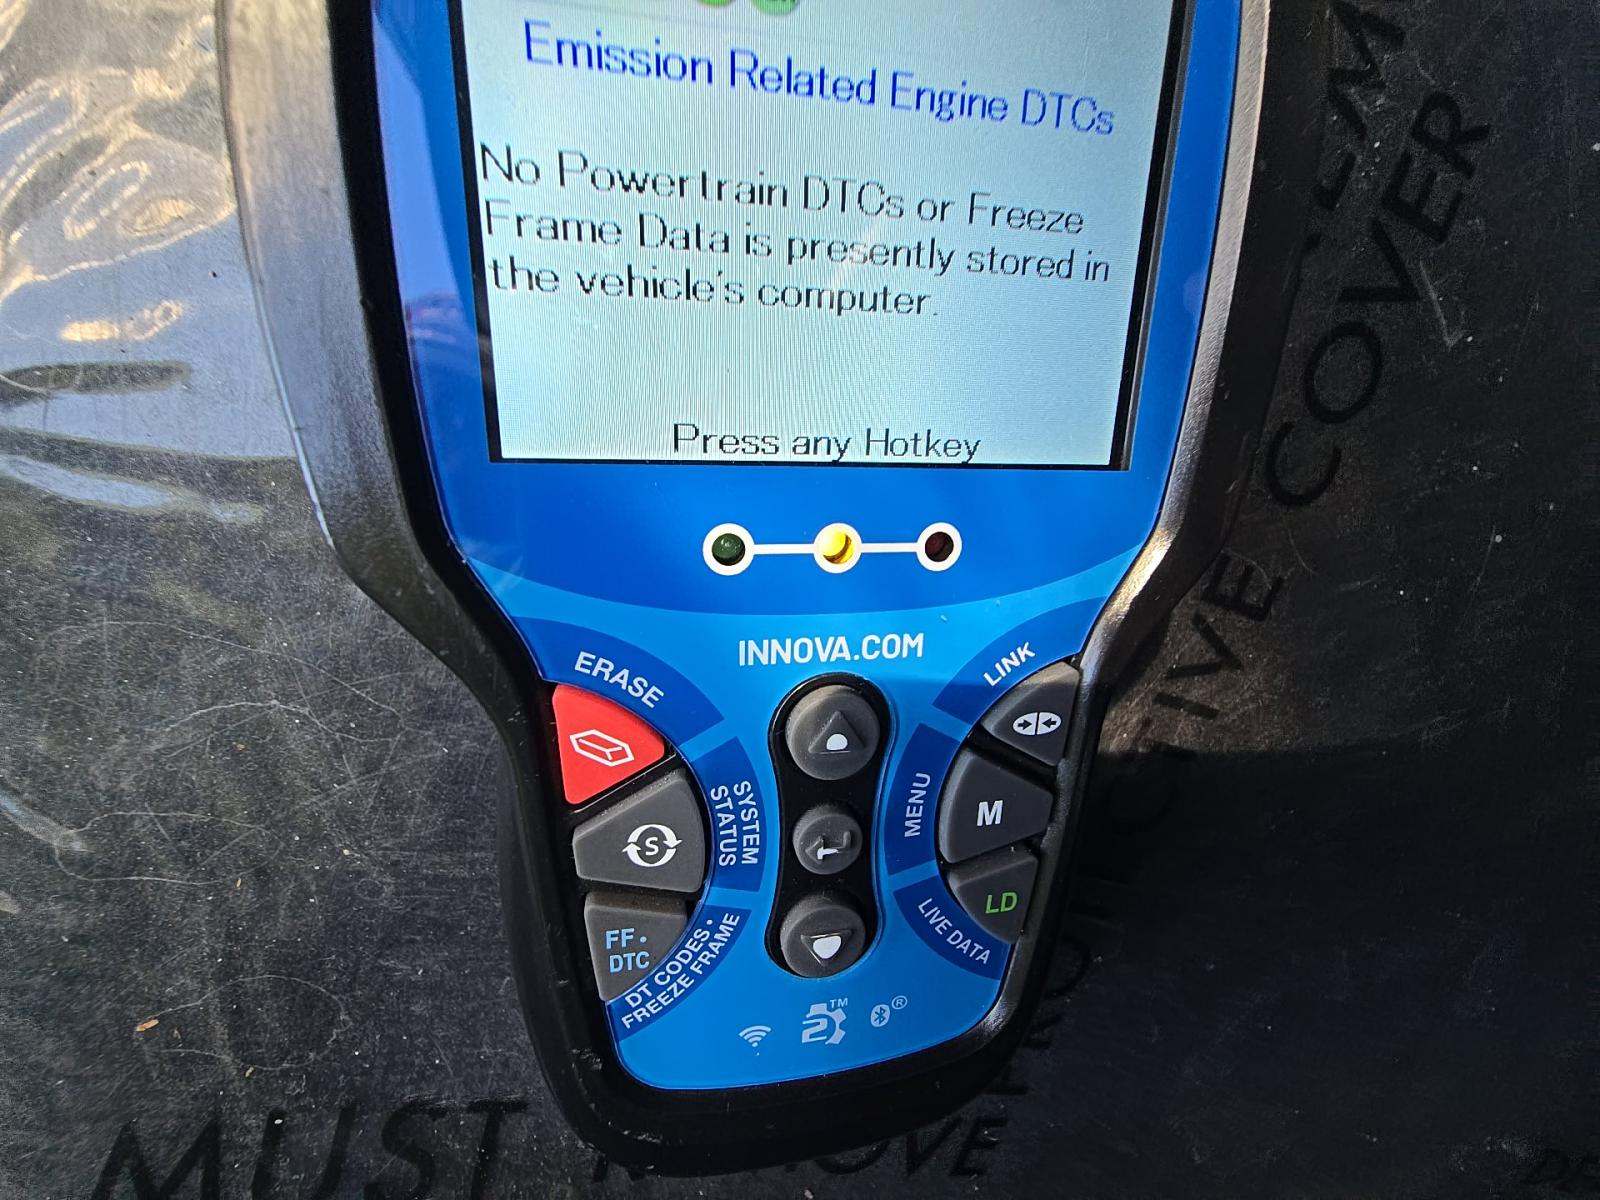 Emission Related Engine DTCs
No Powertrain DTCs or Freeze
Frame Data is presently stored in
the vehicle's computer.
Press any Hotkey
INNOVA.COM
ERASE
LINK
S
SYSTEM
STATUS
MENU
M
FF.
DTC
DT CODES •
FREEZE FRAME
LD
LIVE DATA
2
TM
®
COVER
MUST